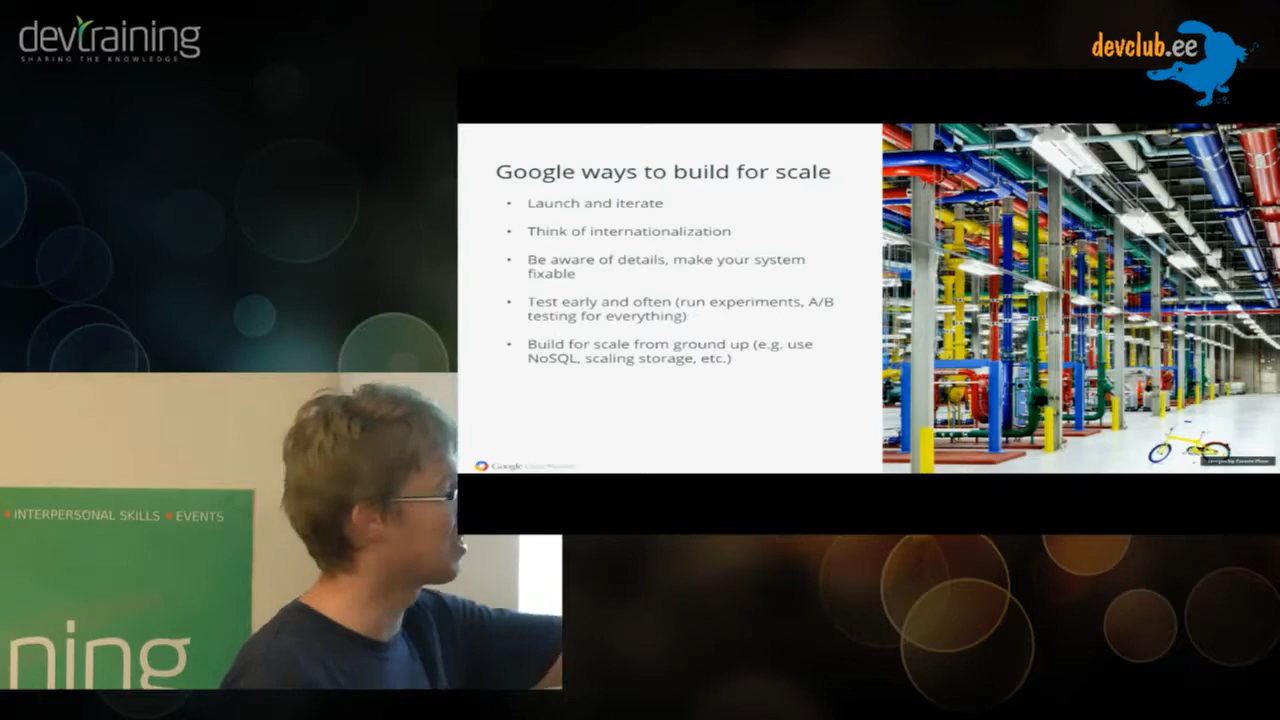 devtraining
SHARING THE KNOWLEDGE
devclub.ee
Google ways to build for scale
• Launch and iterate
• Think of internationalization
• Be aware of details, make your system
fixable
• Test early and often (run experiments, A/B
testing for everything)
• Build for scale from ground up (e.g. use
NoSQL, scaling storage, etc.)
Google
• INTERPERSONAL SKILLS • EVENTS
ning